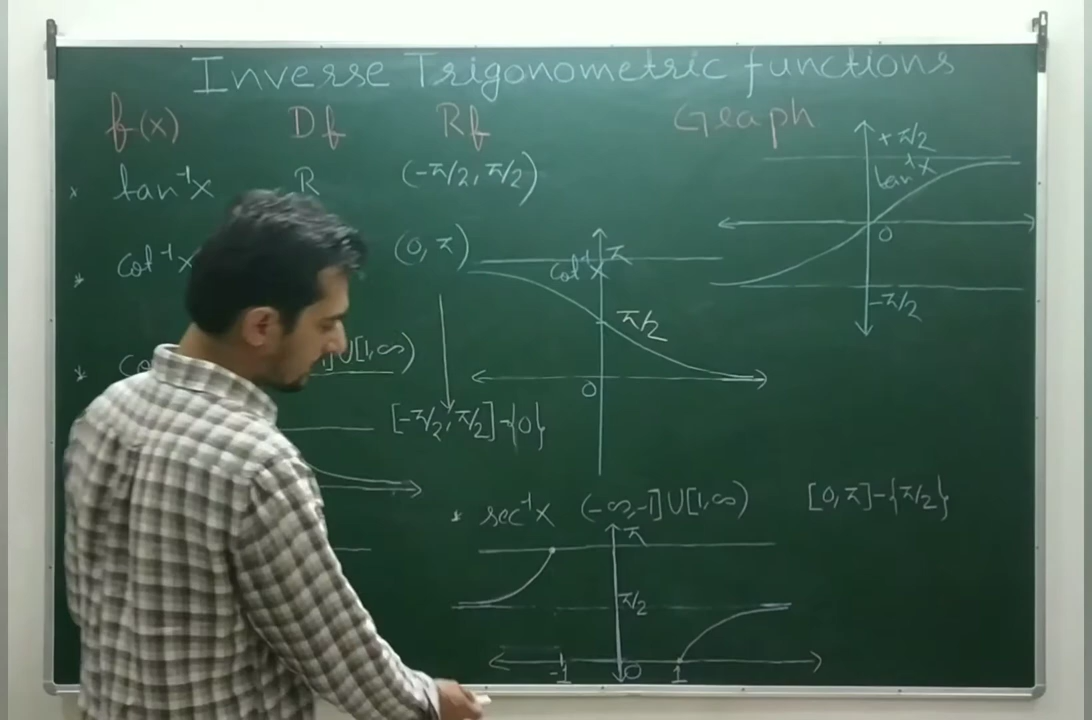 Inverse Trigonometric functions
f(x) Df Rf Graph
* tan⁻¹x R (-π/2, π/2)
+π/2
tan⁻¹x
0
-π/2
* cot⁻¹x (0, π)
π
cot⁻¹x
π/2
0
* Co ]∪[1,∞)
[-π/2, π/2]-{0}
* sec⁻¹x (-∞,-1]∪[1,∞) [0,π]-{π/2}
π
π/2
-1 0 1